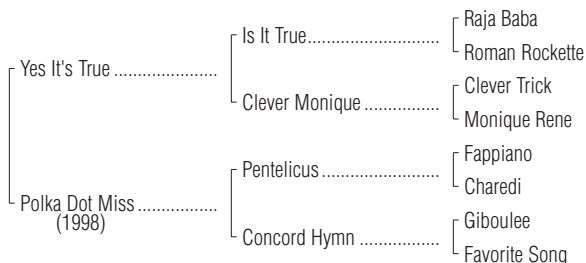 Raja Baba
Is It True
Roman Rockette
Yes It's True
Clever Trick
Clever Monique
Monique Rene
Fappiano
Pentelicus
Charedi
Polka Dot Miss
(1998)
Giboulee
Concord Hymn
Favorite Song